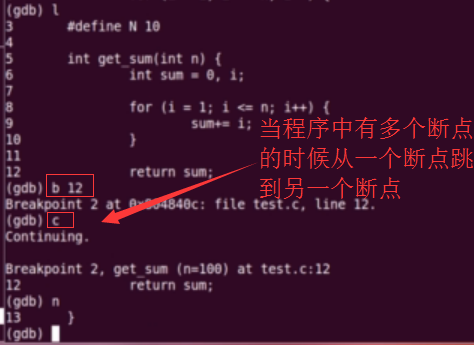 (gdb) l
3 #define N 10
4
5 int get_sum(int n) {
6 int sum = 0, i;
7
8 for (i = 1; i <= n; i++) {
9 sum+= i;
10 }
11
12 return sum;
(gdb) b 12
Breakpoint 2 at 0x804840c: file test.c, line 12.
(gdb) c
Continuing.
Breakpoint 2, get_sum (n=100) at test.c:12
12 return sum;
(gdb) n
13 }
(gdb)
当程序中有多个断点
的时候从一个断点跳
到另一个断点